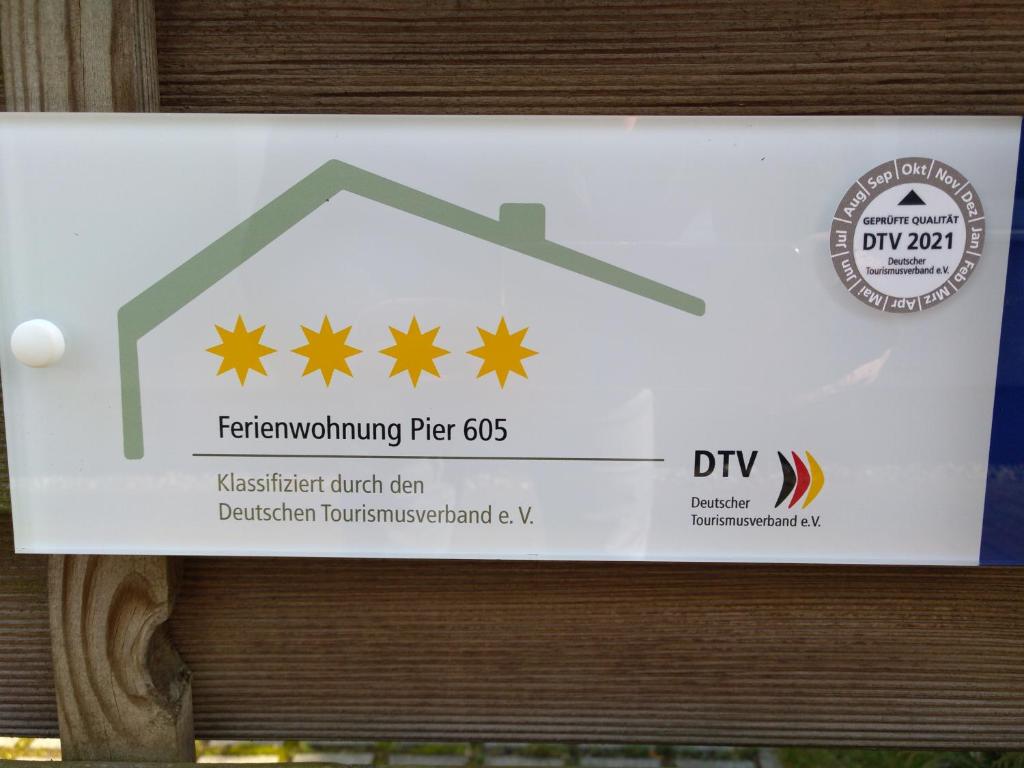 Aug Sep Okt Nov Dez Jan Feb Mrz Apr Mai Jun Jul
GEPRÜFTE QUALITÄT
DTV 2021
Deutscher
Tourismusverband e.V.
Ferienwohnung Pier 605
Klassifiziert durch den
Deutschen Tourismusverband e. V.
DTV
Deutscher
Tourismusverband e.V.